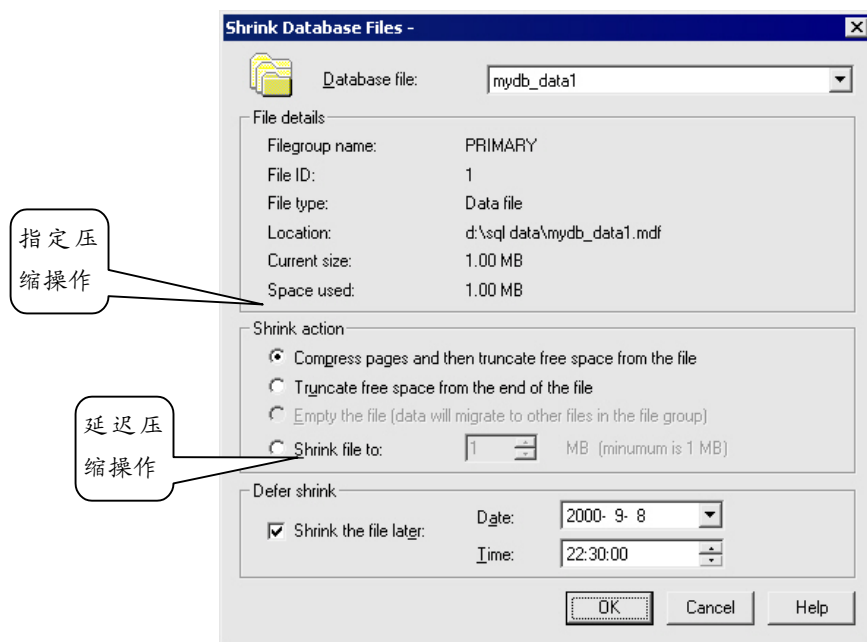 Shrink Database Files -
Database file: mydb_data1
File details
Filegroup name: PRIMARY
File ID: 1
File type: Data file
Location: d:\sql data\mydb_data1.mdf
Current size: 1.00 MB
Space used: 1.00 MB
指定压
缩操作
Shrink action
Compress pages and then truncate free space from the file
Truncate free space from the end of the file
Empty the file (data will migrate to other files in the file group)
Shrink file to: 1 MB (minumum is 1 MB)
延迟压
缩操作
Defer shrink
Shrink the file later:
Date: 2000- 9- 8
Time: 22:30:00
OK Cancel Help